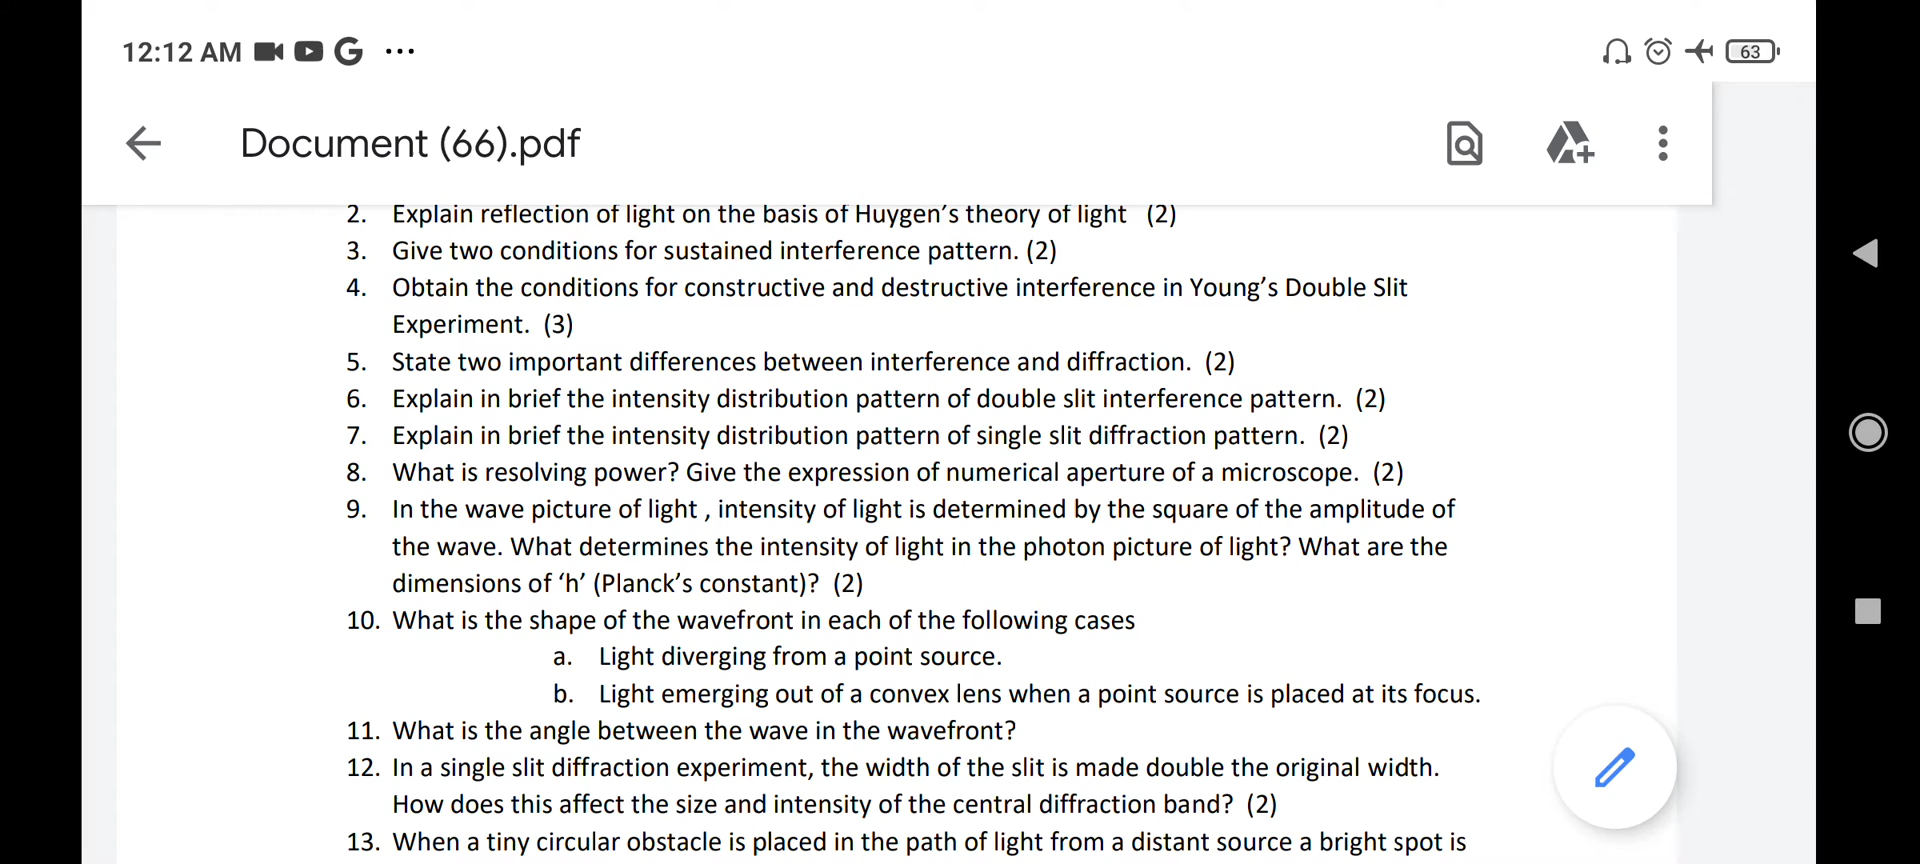 12:12 AM G ...
63
Document (66).pdf
2. Explain reflection of light on the basis of Huygen's theory of light (2)
3. Give two conditions for sustained interference pattern. (2)
4. Obtain the conditions for constructive and destructive interference in Young's Double Slit
Experiment. (3)
5. State two important differences between interference and diffraction. (2)
6. Explain in brief the intensity distribution pattern of double slit interference pattern. (2)
7. Explain in brief the intensity distribution pattern of single slit diffraction pattern. (2)
8. What is resolving power? Give the expression of numerical aperture of a microscope. (2)
9. In the wave picture of light , intensity of light is determined by the square of the amplitude of
the wave. What determines the intensity of light in the photon picture of light? What are the
dimensions of 'h' (Planck's constant)? (2)
10. What is the shape of the wavefront in each of the following cases
a. Light diverging from a point source.
b. Light emerging out of a convex lens when a point source is placed at its focus.
11. What is the angle between the wave in the wavefront?
12. In a single slit diffraction experiment, the width of the slit is made double the original width.
How does this affect the size and intensity of the central diffraction band? (2)
13. When a tiny circular obstacle is placed in the path of light from a distant source a bright spot is